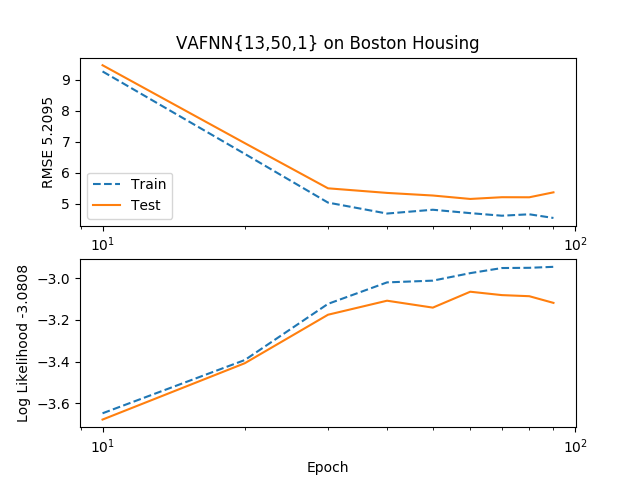 VAFNN{13,50,1} on Boston Housing
RMSE 5.2095
9
8
7
6
5
Train
Test
10¹
10²
Log Likelihood -3.0808
−3.0
−3.2
−3.4
−3.6
10¹
10²
Epoch